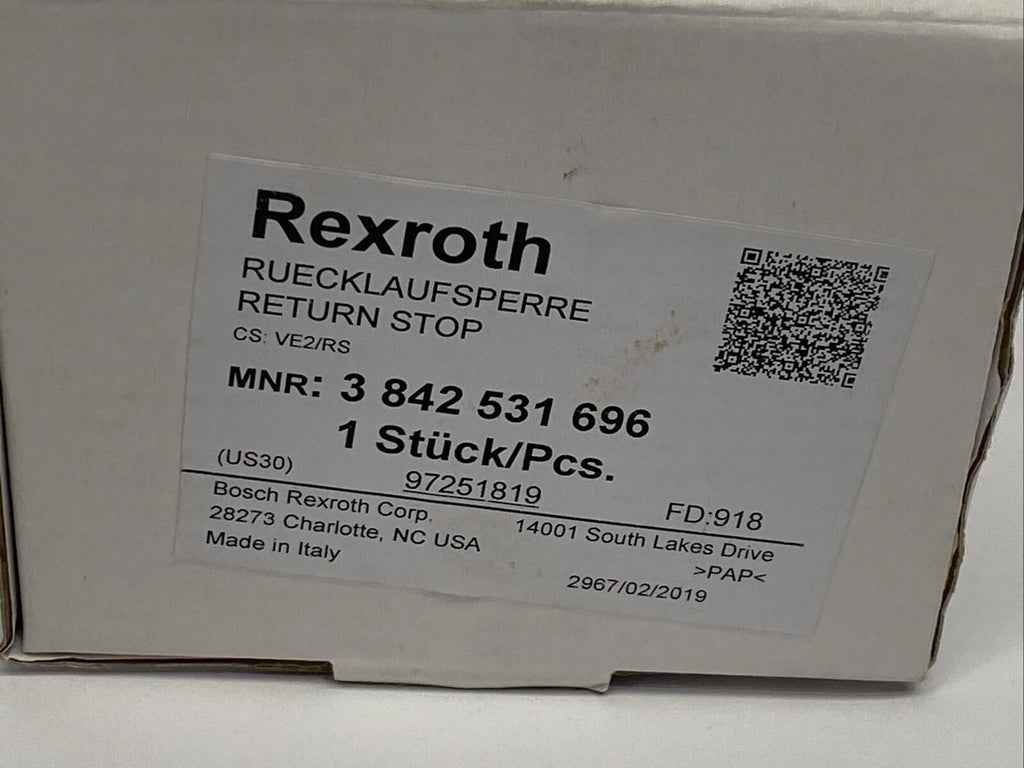 Rexroth
RUECKLAUFSPERRE
RETURN STOP
CS: VE2/RS
MNR: 3 842 531 696
1 Stück/Pcs.
(US30)
97251819
FD:918
Bosch Rexroth Corp.
14001 South Lakes Drive
28273 Charlotte, NC USA
>PAP<
Made in Italy
2967/02/2019